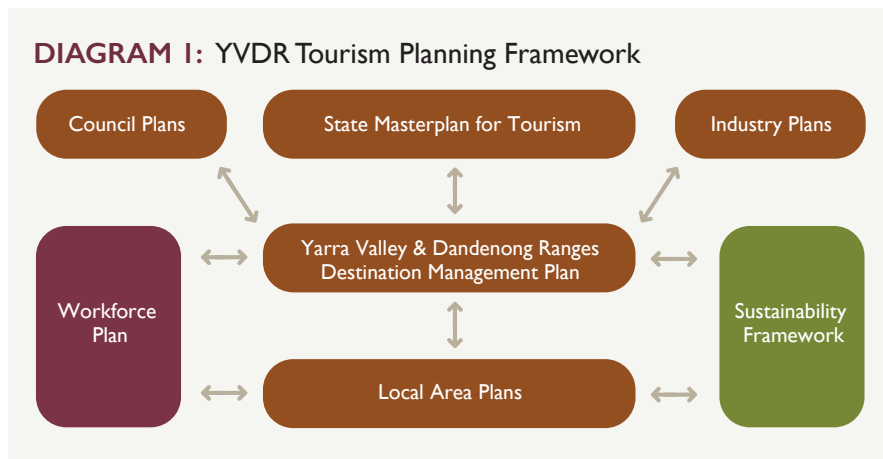 DIAGRAM 1: YVDR Tourism Planning Framework
Council Plans
State Masterplan for Tourism
Industry Plans
Yarra Valley & Dandenong Ranges
Destination Management Plan
Workforce
Plan
Sustainability
Framework
Local Area Plans